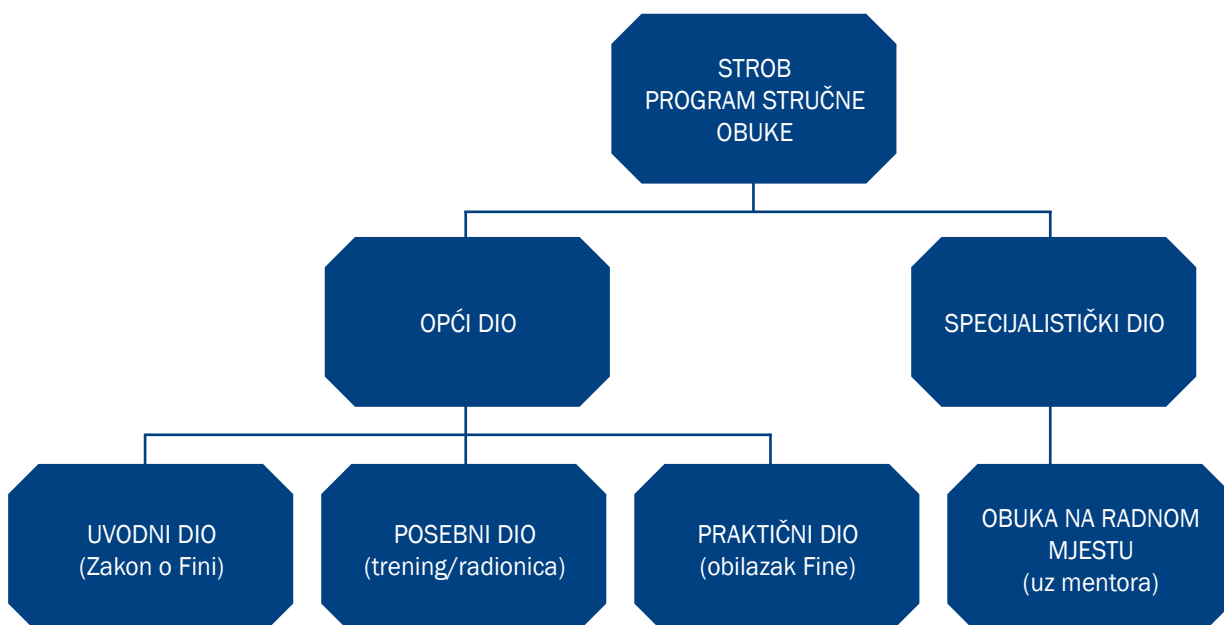 STROB
PROGRAM STRUČNE
OBUKE
OPĆI DIO
SPECIJALISTIČKI DIO
UVODNI DIO
(Zakon o Fini)
POSEBNI DIO
(trening/radionica)
PRAKTIČNI DIO
(obilazak Fine)
OBUKA NA RADNOM
MJESTU
(uz mentora)